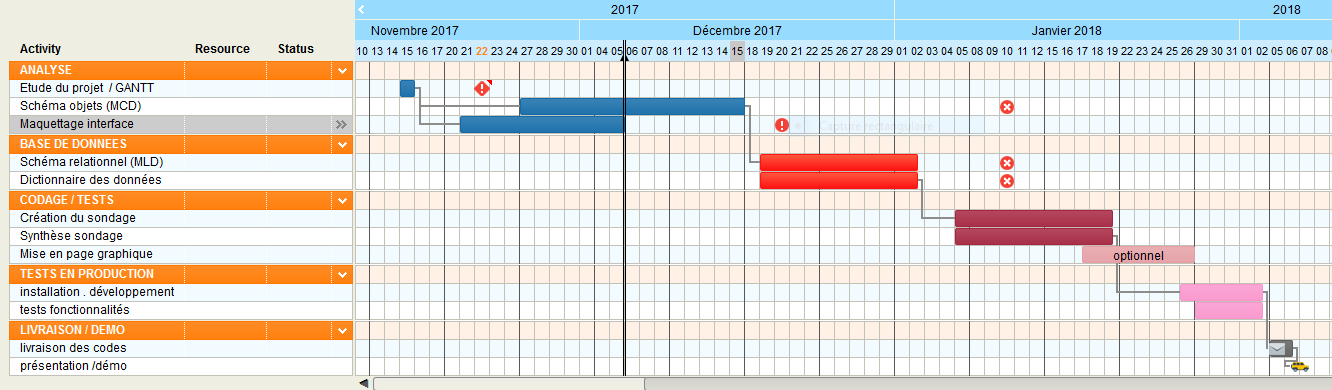 2017 2018
Novembre 2017 Décembre 2017 Janvier 2018
Activity Resource Status 10 13 14 15 16 17 20 21 22 23 24 27 28 29 30 01 04 05 06 07 08 11 12 13 14 15 18 19 20 21 22 25 26 27 28 29 01 02 03 04 05 08 09 10 11 12 15 16 17 18 19 22 23 24 25 26 29 30 31 01 02 05 06 07 08
ANALYSE
Etude du projet / GANTT
Schéma objets (MCD)
Maquettage interface Capture rectangulaire
BASE DE DONNEES
Schéma relationnel (MLD)
Dictionnaire des données
CODAGE / TESTS
Création du sondage
Synthèse sondage
Mise en page graphique optionnel
TESTS EN PRODUCTION
installation . développement
tests fonctionnalités
LIVRAISON / DEMO
livraison des codes
présentation /démo